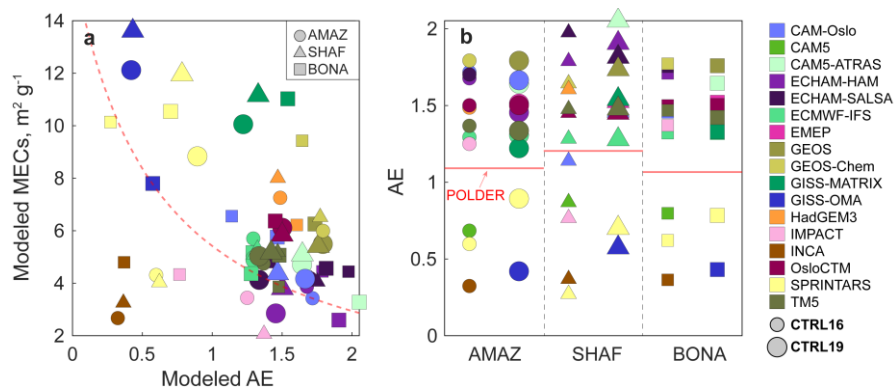 a
AMAZ
SHAF
BONA
14
12
10
8
6
4
2
Modeled MECs, m² g⁻¹
0
0.5
1
1.5
2
Modeled AE
b
2
1.5
1
0.5
0
AE
POLDER
AMAZ
SHAF
BONA
CAM-Oslo
CAM5
CAM5-ATRAS
ECHAM-HAM
ECHAM-SALSA
ECMWF-IFS
EMEP
GEOS
GEOS-Chem
GISS-MATRIX
GISS-OMA
HadGEM3
IMPACT
INCA
OsloCTM
SPRINTARS
TM5
CTRL16
CTRL19